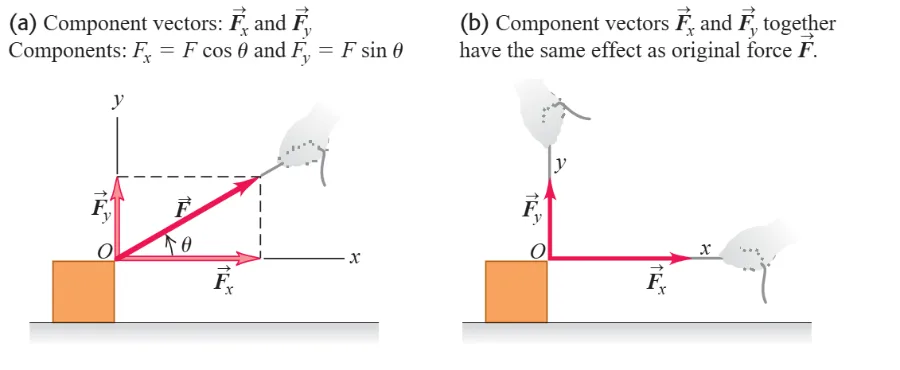 (a) Component vectors: F⃗ₓ and F⃗ᵧ
Components: Fₓ = F cos θ and Fᵧ = F sin θ
y
F⃗ᵧ
F⃗
θ
O
x
F⃗ₓ
(b) Component vectors F⃗ₓ and F⃗ᵧ together
have the same effect as original force F⃗.
y
F⃗ᵧ
O
x
F⃗ₓ